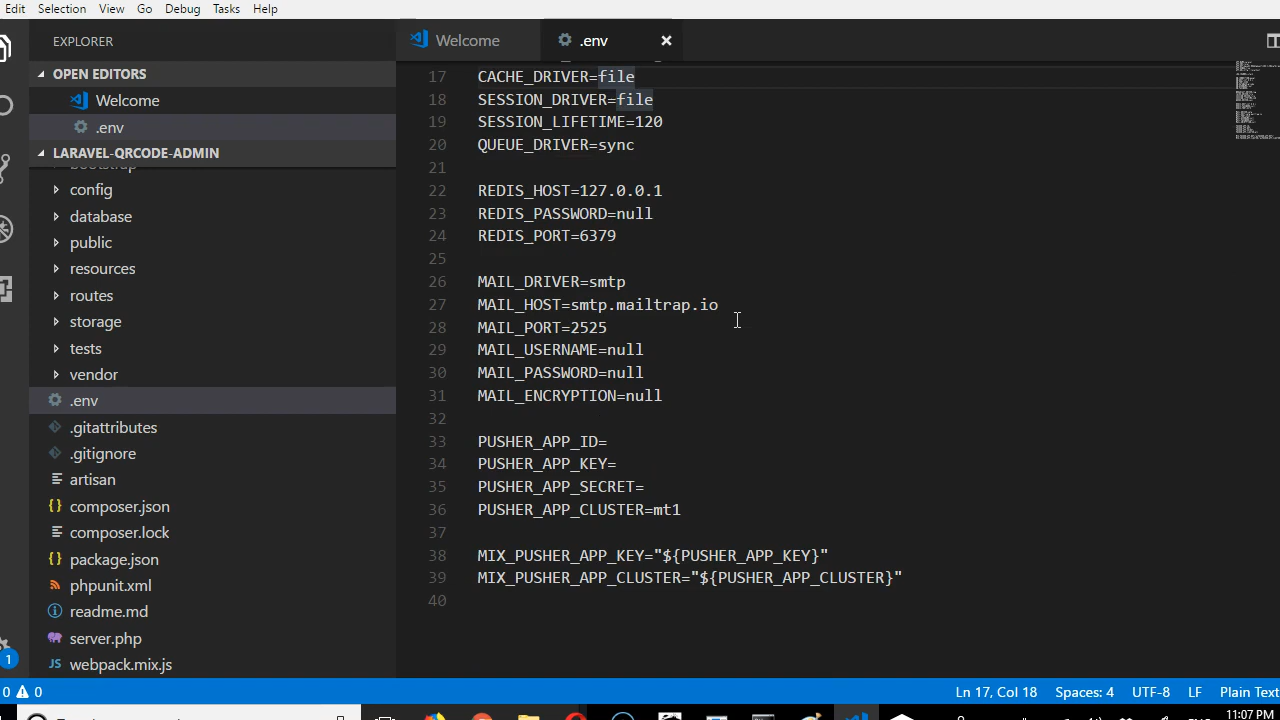 Edit Selection View Go Debug Tasks Help
EXPLORER
OPEN EDITORS
Welcome
.env
LARAVEL-QRCODE-ADMIN
bootstrap
config
database
public
resources
routes
storage
tests
vendor
.env
.gitattributes
.gitignore
artisan
composer.json
composer.lock
package.json
phpunit.xml
readme.md
server.php
JS webpack.mix.js
1
Welcome .env
17 CACHE_DRIVER=file
18 SESSION_DRIVER=file
19 SESSION_LIFETIME=120
20 QUEUE_DRIVER=sync
21
22 REDIS_HOST=127.0.0.1
23 REDIS_PASSWORD=null
24 REDIS_PORT=6379
25
26 MAIL_DRIVER=smtp
27 MAIL_HOST=smtp.mailtrap.io
28 MAIL_PORT=2525
29 MAIL_USERNAME=null
30 MAIL_PASSWORD=null
31 MAIL_ENCRYPTION=null
32
33 PUSHER_APP_ID=
34 PUSHER_APP_KEY=
35 PUSHER_APP_SECRET=
36 PUSHER_APP_CLUSTER=mt1
37
38 MIX_PUSHER_APP_KEY="${PUSHER_APP_KEY}"
39 MIX_PUSHER_APP_CLUSTER="${PUSHER_APP_CLUSTER}"
40
0 0 Ln 17, Col 18 Spaces: 4 UTF-8 LF Plain Text
11:07 PM